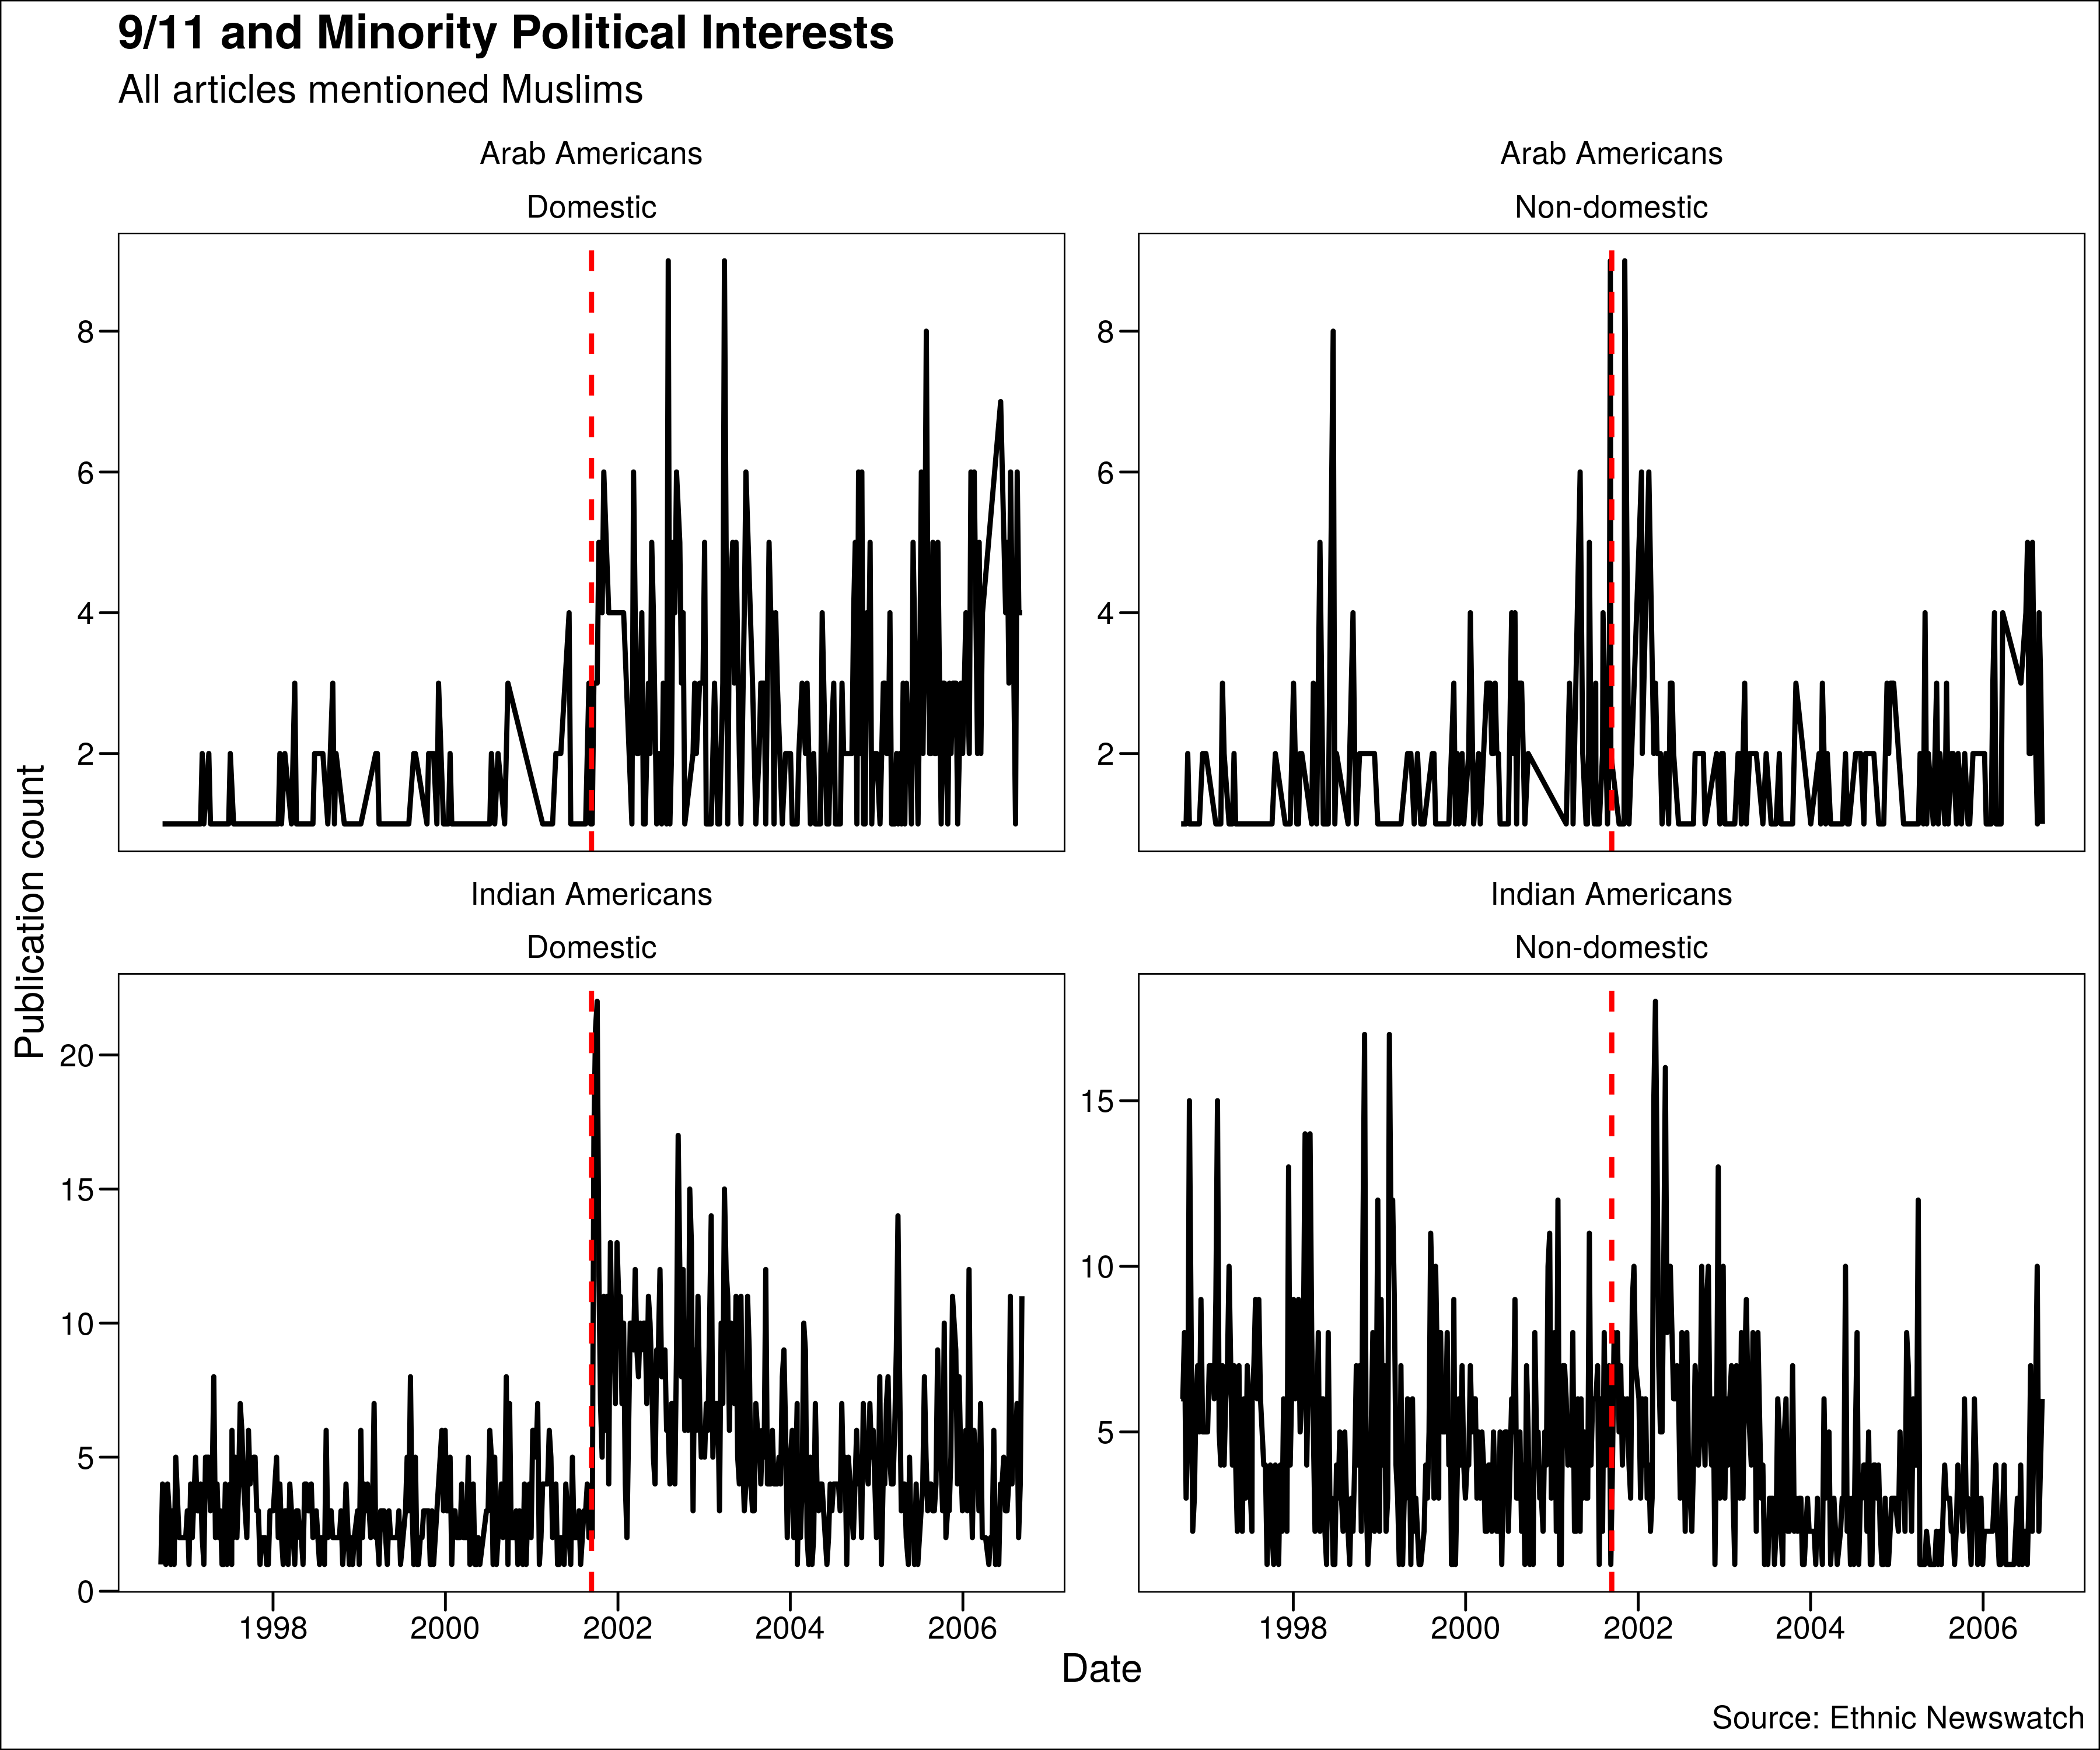 9/11 and Minority Political Interests
All articles mentioned Muslims
Arab Americans
Domestic
Arab Americans
Non-domestic
8
6
4
2
8
6
4
2
Publication count
Indian Americans
Domestic
Indian Americans
Non-domestic
20
15
10
5
0
15
10
5
1998 2000 2002 2004 2006
1998 2000 2002 2004 2006
Date
Source: Ethnic Newswatch